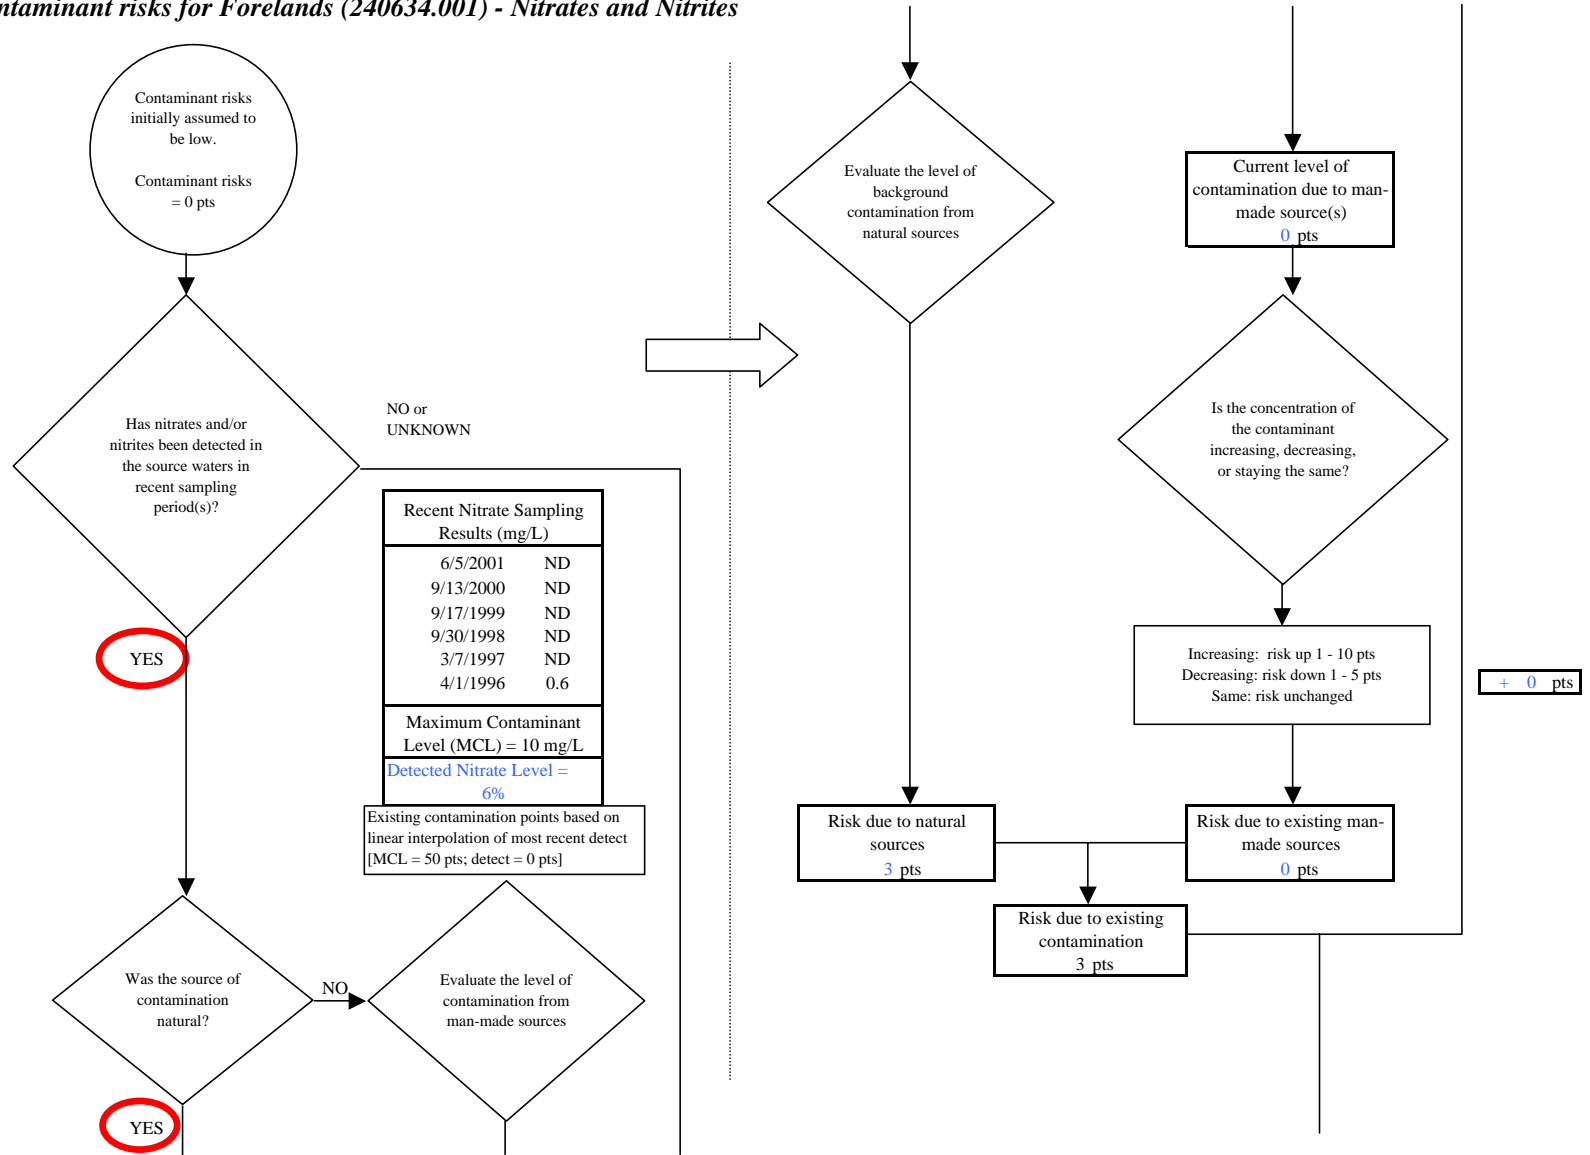 ntaminant risks for Forelands (240634.001) - Nitrates and Nitrites
Contaminant risks
initially assumed to
be low.
Contaminant risks
= 0 pts
Has nitrates and/or
nitrites been detected in
the source waters in
recent sampling
period(s)?
NO or
UNKNOWN
YES
Recent Nitrate Sampling
Results (mg/L)
6/5/2001 ND
9/13/2000 ND
9/17/1999 ND
9/30/1998 ND
3/7/1997 ND
4/1/1996 0.6
Maximum Contaminant
Level (MCL) = 10 mg/L
Detected Nitrate Level =
6%
Existing contamination points based on
linear interpolation of most recent detect
[MCL = 50 pts; detect = 0 pts]
Was the source of
contamination
natural?
NO
Evaluate the level of
contamination from
man-made sources
YES
Evaluate the level of
background
contamination from
natural sources
Current level of
contamination due to man-
made source(s)
0 pts
Is the concentration of
the contaminant
increasing, decreasing,
or staying the same?
Increasing: risk up 1 - 10 pts
Decreasing: risk down 1 - 5 pts
Same: risk unchanged
+ 0 pts
Risk due to natural
sources
3 pts
Risk due to existing man-
made sources
0 pts
Risk due to existing
contamination
3 pts